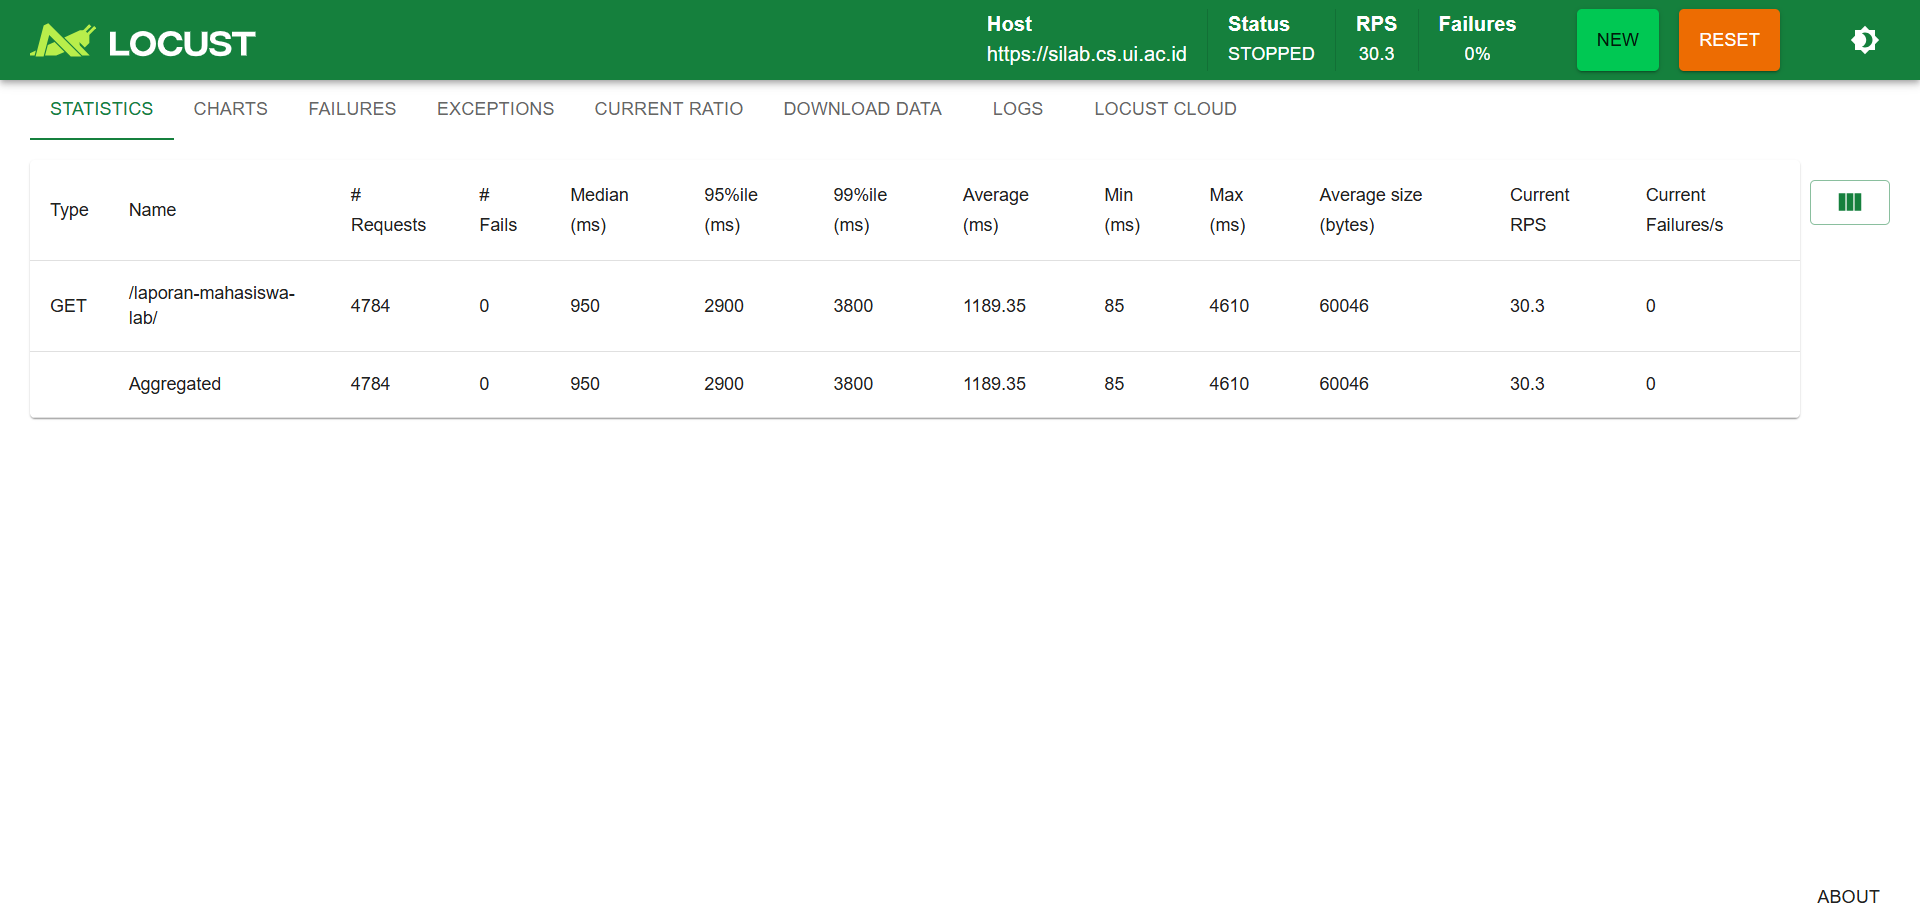 LOCUST
Host
https://silab.cs.ui.ac.id
Status
STOPPED
RPS
30.3
Failures
0%
NEW
RESET
STATISTICS CHARTS FAILURES EXCEPTIONS CURRENT RATIO DOWNLOAD DATA LOGS LOCUST CLOUD
Type Name # Requests # Fails Median (ms) 95%ile (ms) 99%ile (ms) Average (ms) Min (ms) Max (ms) Average size (bytes) Current RPS Current Failures/s
GET /laporan-mahasiswa-lab/ 4784 0 950 2900 3800 1189.35 85 4610 60046 30.3 0
Aggregated 4784 0 950 2900 3800 1189.35 85 4610 60046 30.3 0
ABOUT